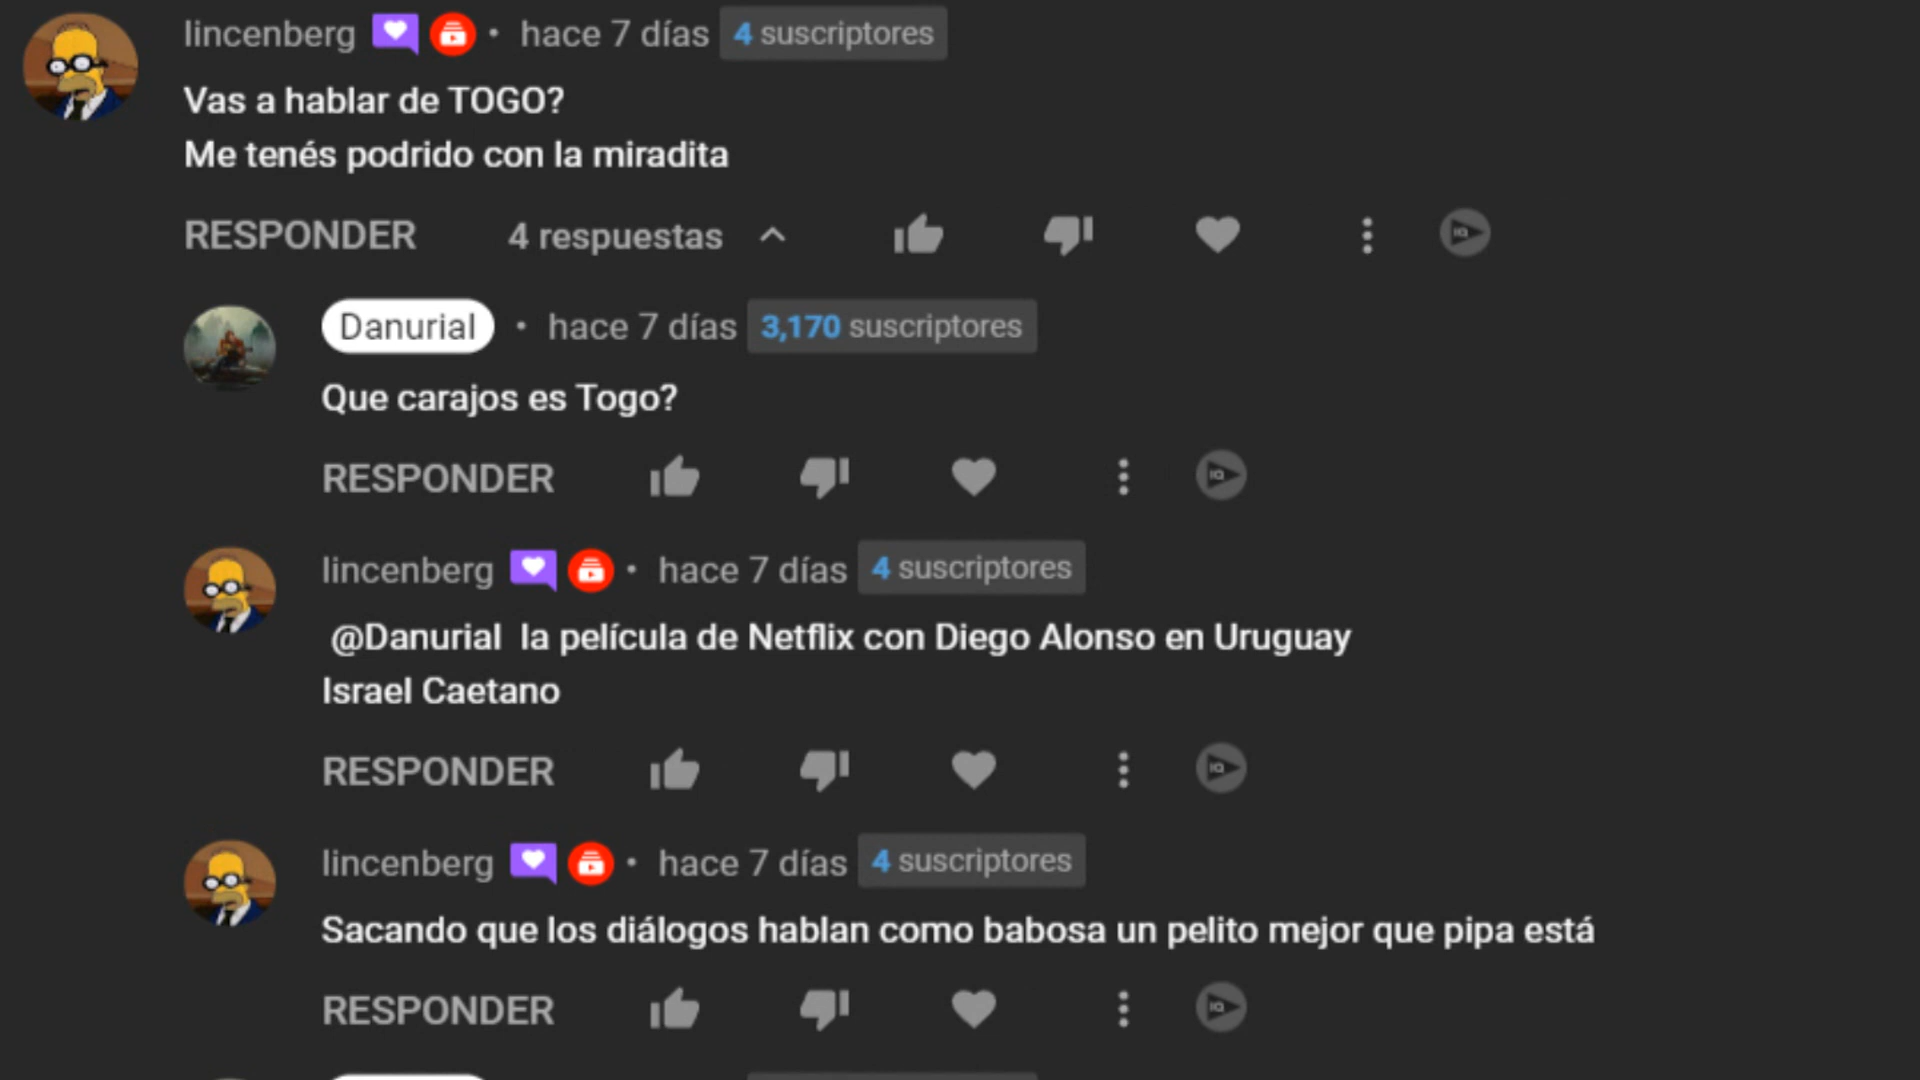 lincenberg • hace 7 días 4 suscriptores
Vas a hablar de TOGO?
Me tenés podrido con la miradita
RESPONDER 4 respuestas
Danurial • hace 7 días 3,170 suscriptores
Que carajos es Togo?
RESPONDER
lincenberg • hace 7 días 4 suscriptores
@Danurial la película de Netflix con Diego Alonso en Uruguay
Israel Caetano
RESPONDER
lincenberg • hace 7 días 4 suscriptores
Sacando que los diálogos hablan como babosa un pelito mejor que pipa está
RESPONDER